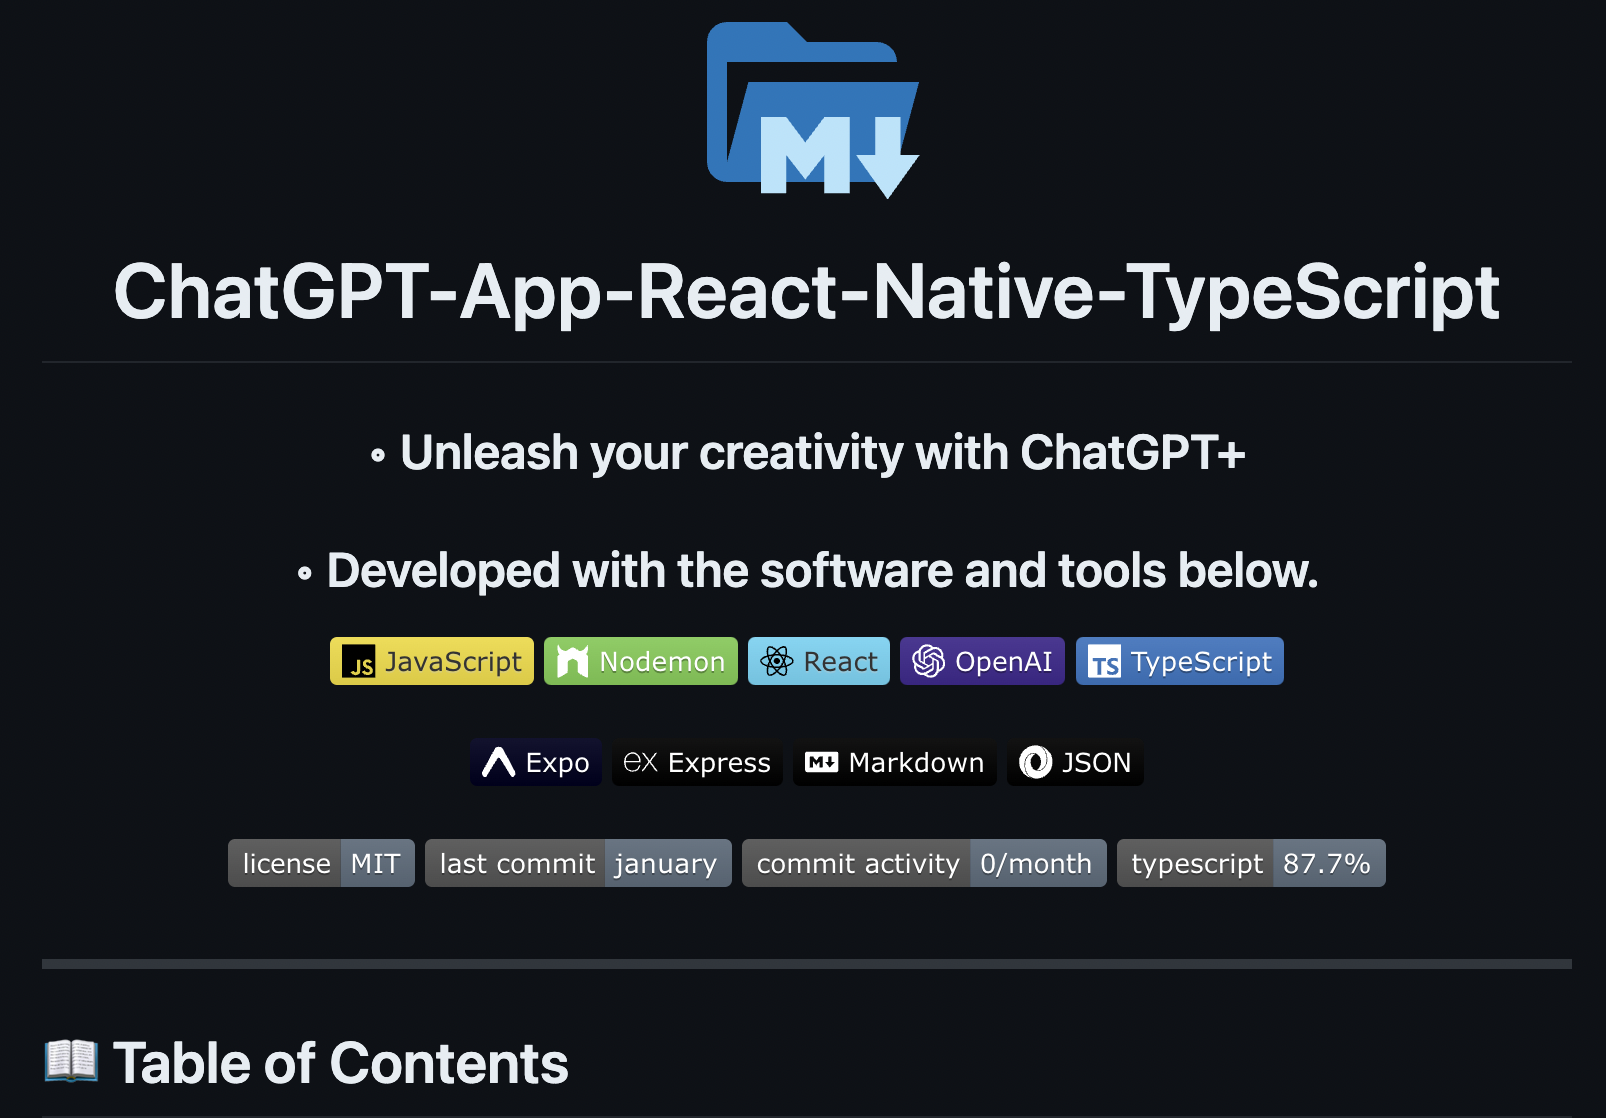 M
ChatGPT-App-React-Native-TypeScript
◦ Unleash your creativity with ChatGPT+
◦ Developed with the software and tools below.
JS JavaScript Nodemon React OpenAI TS TypeScript
Expo ex Express M Markdown JSON
license MIT last commit january commit activity 0/month typescript 87.7%
📖 Table of Contents